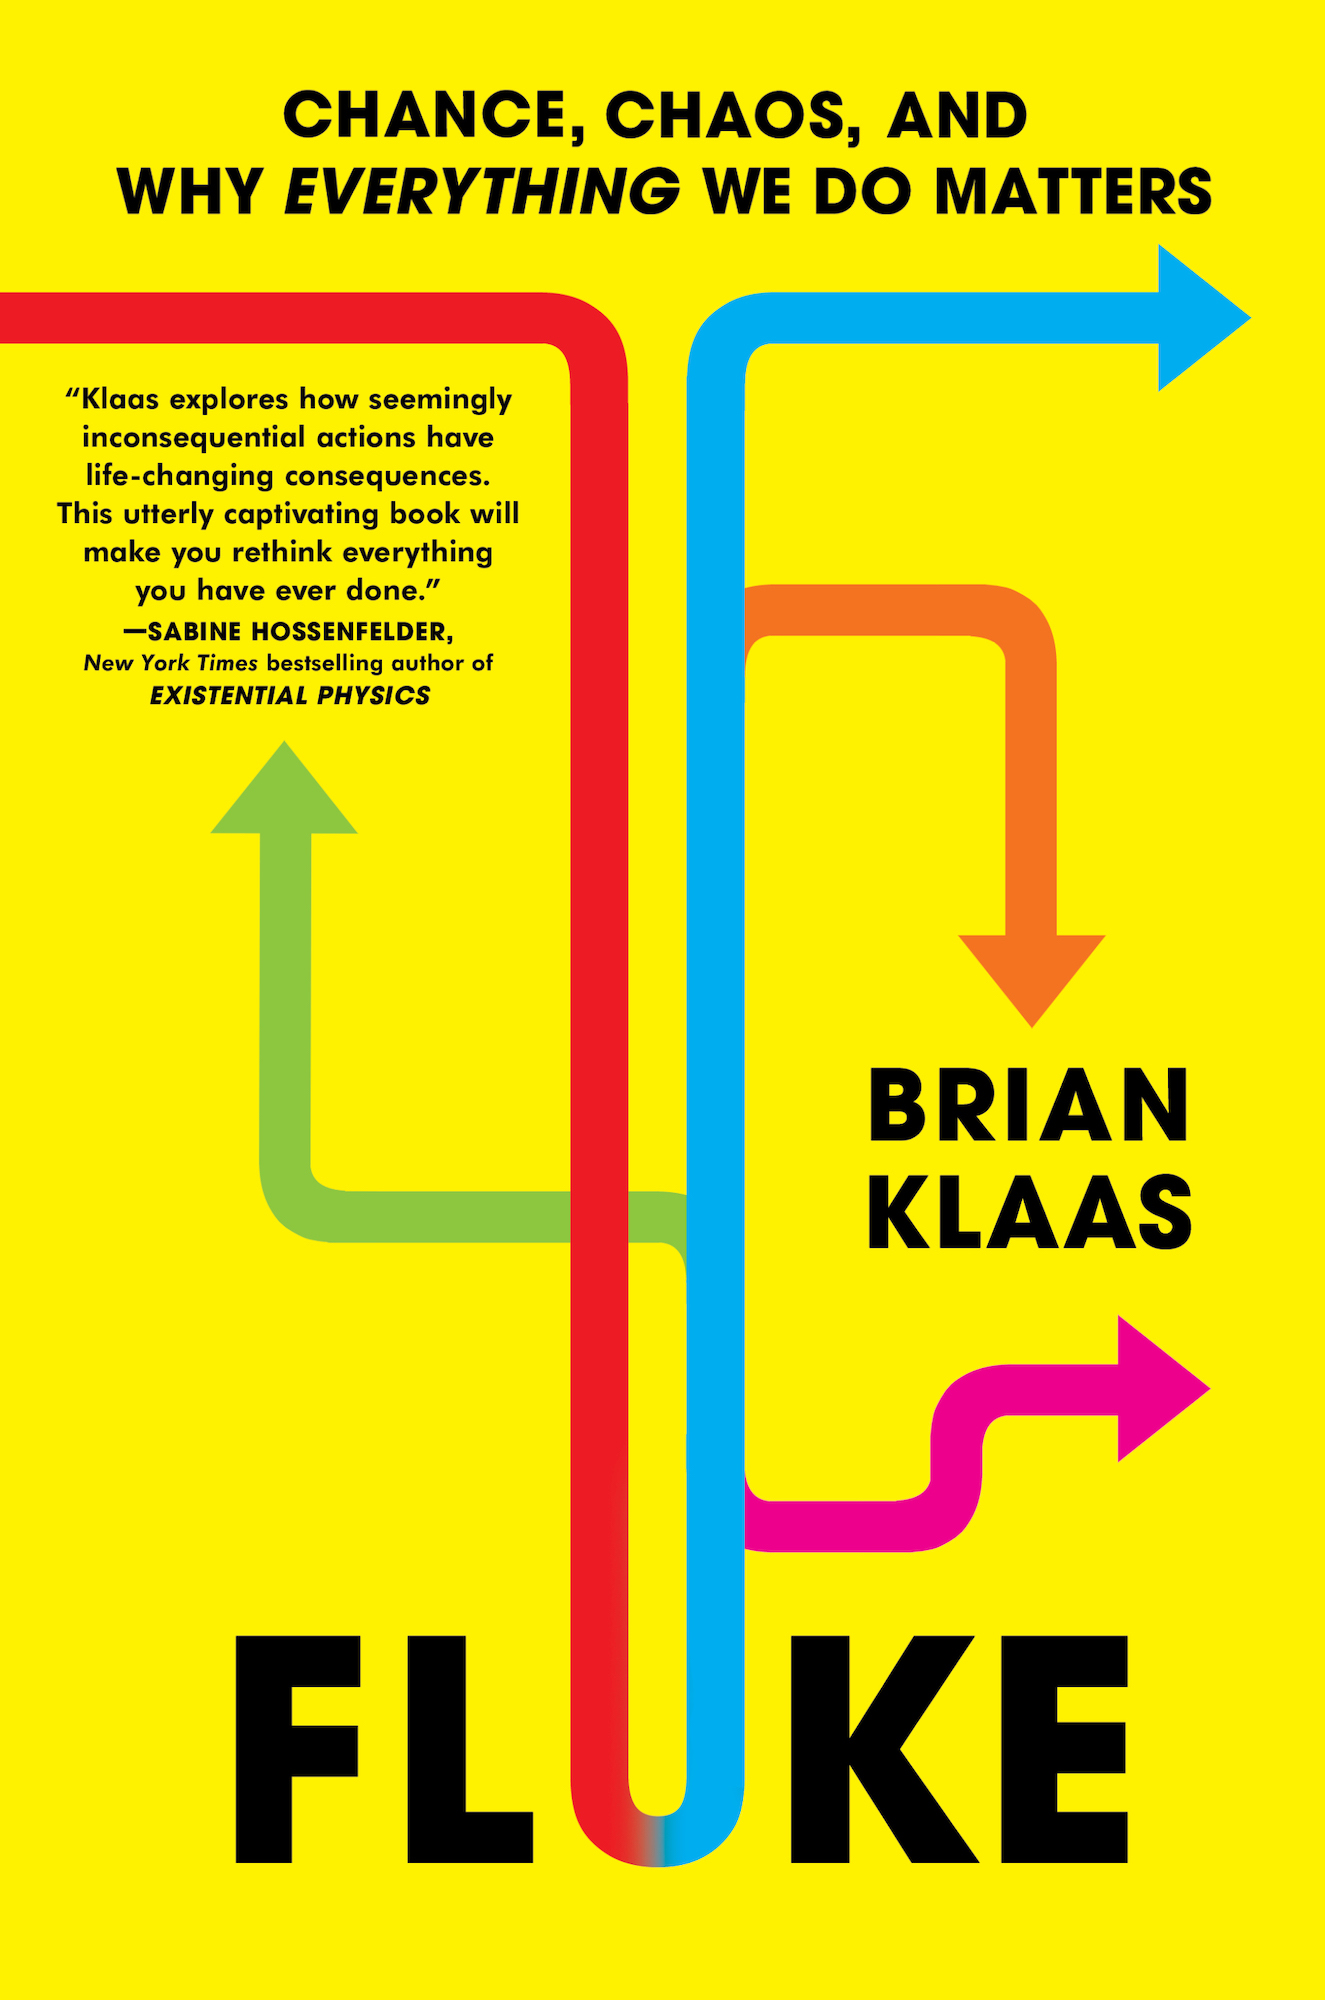 CHANCE, CHAOS, AND
WHY EVERYTHING WE DO MATTERS
“Klaas explores how seemingly
inconsequential actions have
life-changing consequences.
This utterly captivating book will
make you rethink everything
you have ever done.”
—SABINE HOSSENFELDER,
New York Times bestselling author of
EXISTENTIAL PHYSICS
BRIAN
KLAAS
FLUKE